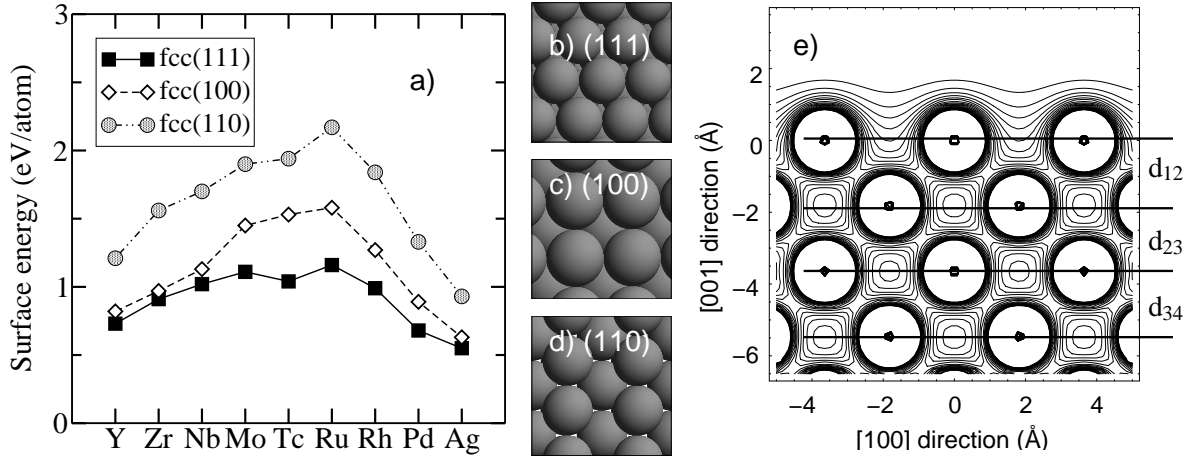 3
2
1
0
Surface energy (eV/atom)
fcc(111)
fcc(100)
fcc(110)
a)
Y Zr Nb Mo Tc Ru Rh Pd Ag
b) (111)
c) (100)
d) (110)
e)
2
0
−2
−4
−6
[001] direction (Å)
d12
d23
d34
−4 −2 0 2 4
[100] direction (Å)